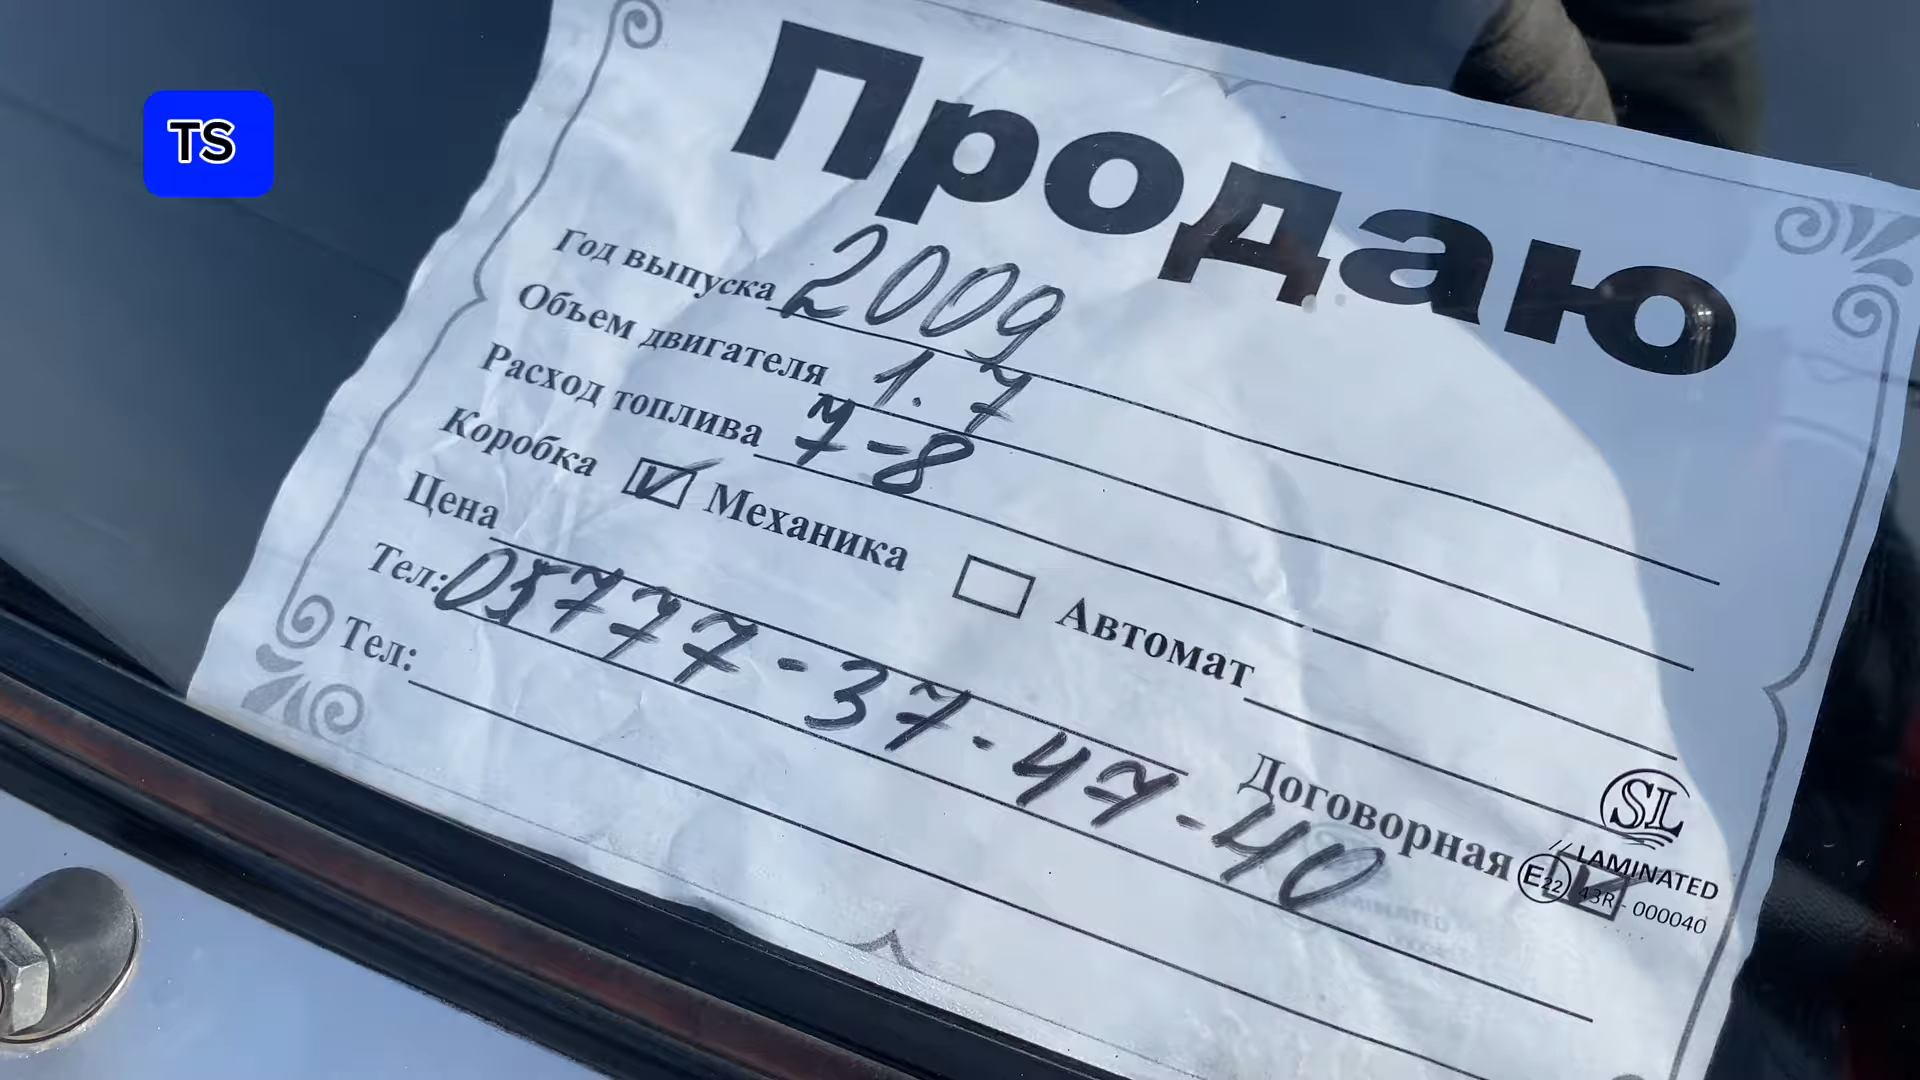 TS
Продаю
Год выпуска 2009
Объем двигателя 1.7
Расход топлива 7-8
Коробка Механика Автомат
Цена Договорная
Тел: 05777-37-47-40
Тел:
SL
LAMINATED
E22 43R - 000040